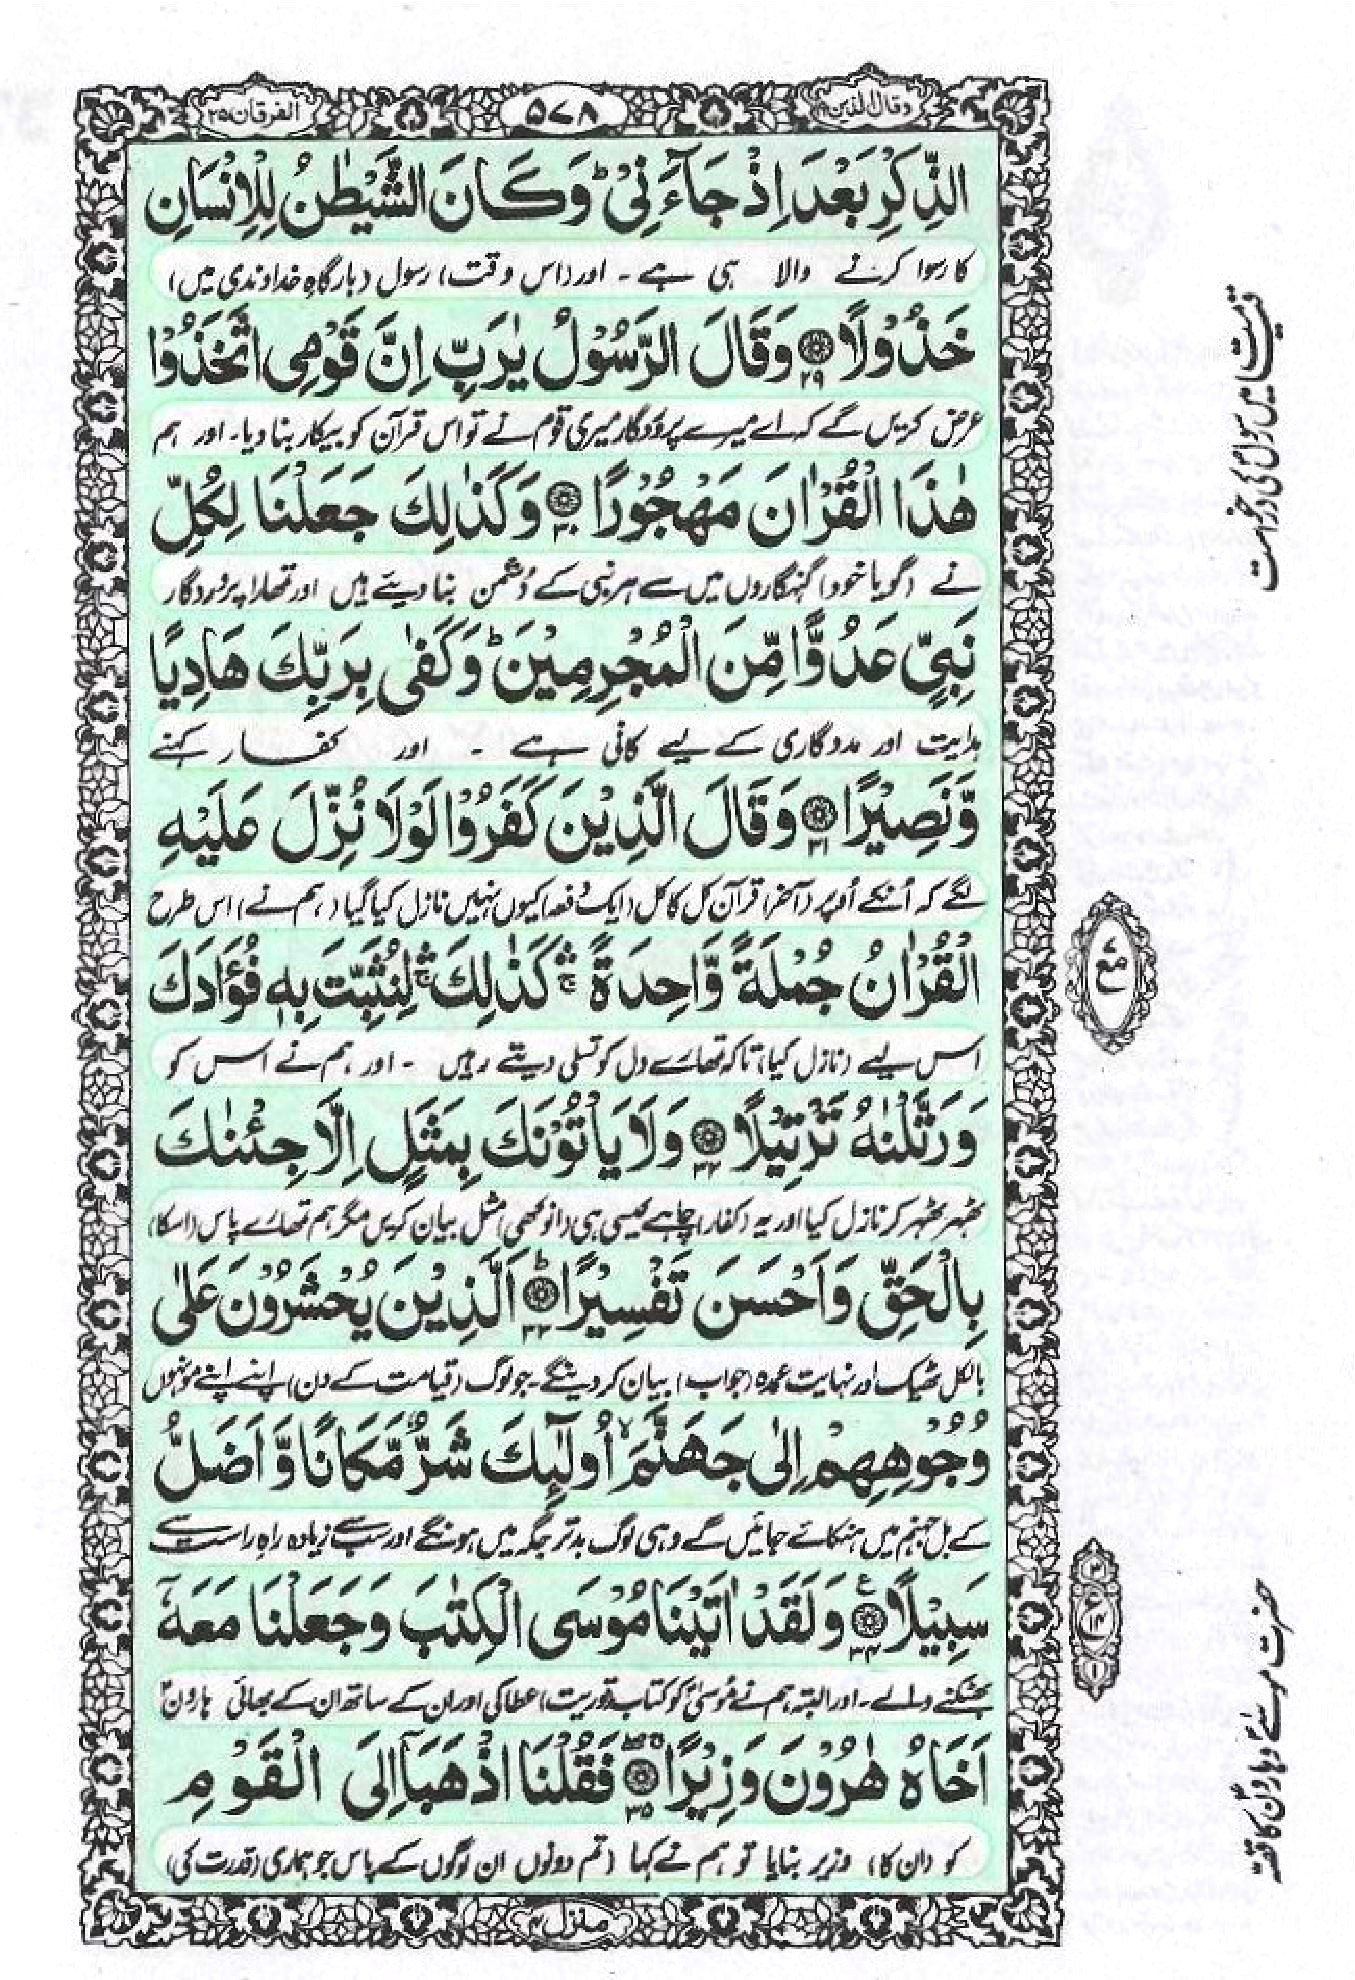 وقال الذین ۱۹
۵۷۸
الفرقان ۲۵
الذِّكْرِ بَعْدَ اِذْ جَآءَنِیْ ؕ وَكَانَ الشَّیْطٰنُ لِلْاِنْسَانِ
کا رسوا کرنے والا ہی ہے ۔ اور (اس وقت) رسول (بارگاہِ خداوندی میں)
خَذُوْلًا ۲۹ وَقَالَ الرَّسُوْلُ یٰرَبِّ اِنَّ قَوْمِی اتَّخَذُوْا
عرض کریں گے کہ اے میرے پروردگار میری قوم نے تو اس قرآن کو بیکار بنا دیا۔ اور ہم
هٰذَا الْقُرْاٰنَ مَهْجُوْرًا ۳۰ وَكَذٰلِكَ جَعَلْنَا لِكُلِّ
نے (گویا خود) گنہگاروں میں سے ہر نبی کے دُشمن بنا دیئے ہیں اور تمھارا پروردگار
نَبِیٍّ عَدُوًّا مِّنَ الْمُجْرِمِیْنَ ؕ وَكَفٰی بِرَبِّكَ هَادِیًا
ہدایت اور مددگاری کے لیے کافی ہے ۔ اور کفار کہنے
وَّنَصِیْرًا ۳۱ وَقَالَ الَّذِیْنَ كَفَرُوْا لَوْلَا نُزِّلَ عَلَیْهِ
لگے کہ اُنکے اُوپر (آخر) قرآن کل کا کل (ایک دفعہ) کیوں نہیں نازل کیا گیا (ہم نے) اس طرح
الْقُرْاٰنُ جُمْلَةً وَّاحِدَةً ۛۚ كَذٰلِكَ ۛۚ لِنُثَبِّتَ بِهٖ فُؤَادَكَ
اس لیے (نازل کیا) تاکہ تمھارے دل کو تسلی دیتے رہیں ۔ اور ہم نے اس کو
وَرَتَّلْنٰهُ تَرْتِیْلًا ۳۲ وَلَا یَاْتُوْنَكَ بِمَثَلٍ اِلَّا جِئْنٰكَ
ٹھہر ٹھہر کر نازل کیا اور یہ (کفار) چاہے کیسی ہی (انوکھی) مثل بیان کریں مگر ہم تمھارے پاس (اسکا)
بِالْحَقِّ وَاَحْسَنَ تَفْسِیْرًا ؕ ۳۳ اَلَّذِیْنَ یُحْشَرُوْنَ عَلٰی
بالکل ٹھیک اور نہایت عمدہ (جواب) بیان کر دینگے۔ جو لوگ (قیامت کے دن) اپنے اپنے مونہوں
وُجُوْهِهِمْ اِلٰی جَهَنَّمَ ۙ اُولٰٓئِكَ شَرٌّ مَّكَانًا وَّاَضَلُّ
کے بل جہنم میں ہنکائے جائیں گے وہی لوگ بدتر جگہ میں ہونگے اور سب سے زیادہ راہِ راست سے
سَبِیْلًا ۳۴ ع وَلَقَدْ اٰتَیْنَا مُوْسَی الْكِتٰبَ وَجَعَلْنَا مَعَهٗٓ
بھٹکنے والے۔ اور البتہ ہم نے مُوسیٰؑ کو کتاب (توریت) عطا کی اور ان کے ساتھ ان کے بھائی ہارونؑ
اَخَاهُ هٰرُوْنَ وَزِیْرًا ۚۖ ۳۵ فَقُلْنَا اذْهَبَاۤ اِلَی الْقَوْمِ
کو (ان کا) وزیر بنایا تو ہم نے کہا (تم دونوں ان لوگوں کے پاس جو ہماری (قدرت کی)
منزل ۴
قیامت میں رسولؐ کی درخواست
مع
۳
ع
۱
حضرت موسےٰؑ و ہارونؑ کا قصّہ